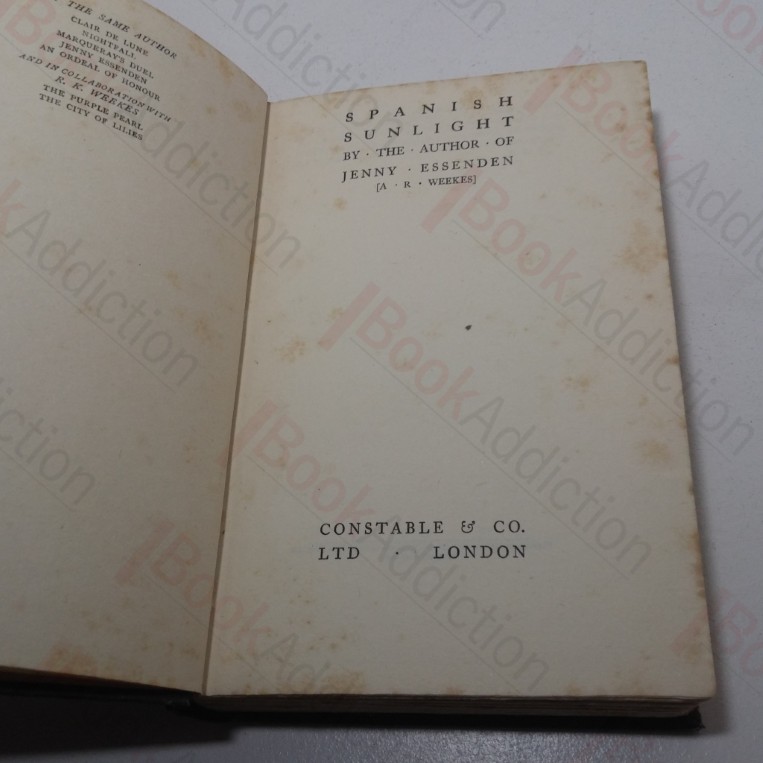 THE SAME AUTHOR
CLAIR DE LUNE
NIGHTFALL
MARQUERAY'S DUEL
JENNY ESSENDEN
AN ORDEAL OF HONOUR
AND IN COLLABORATION WITH
R. K. WEEKES
THE PURPLE PEARL
THE CITY OF LILIES
SPANISH
SUNLIGHT
BY · THE · AUTHOR · OF
JENNY · ESSENDEN
[A · R · WEEKES]
CONSTABLE & CO.
LTD · LONDON
BookAddiction